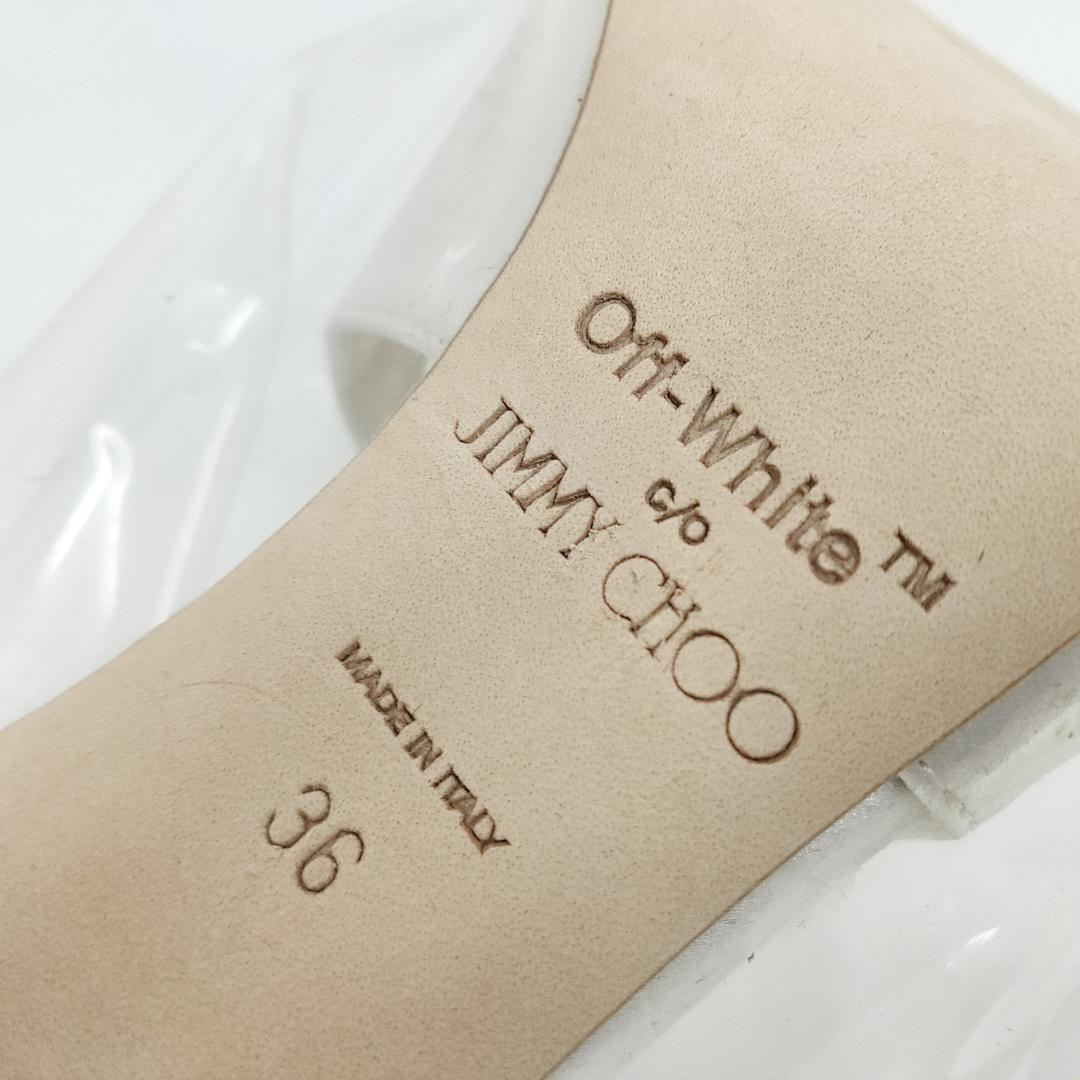 Off-White™
c/o
JIMMY CHOO
MADE IN ITALY
36